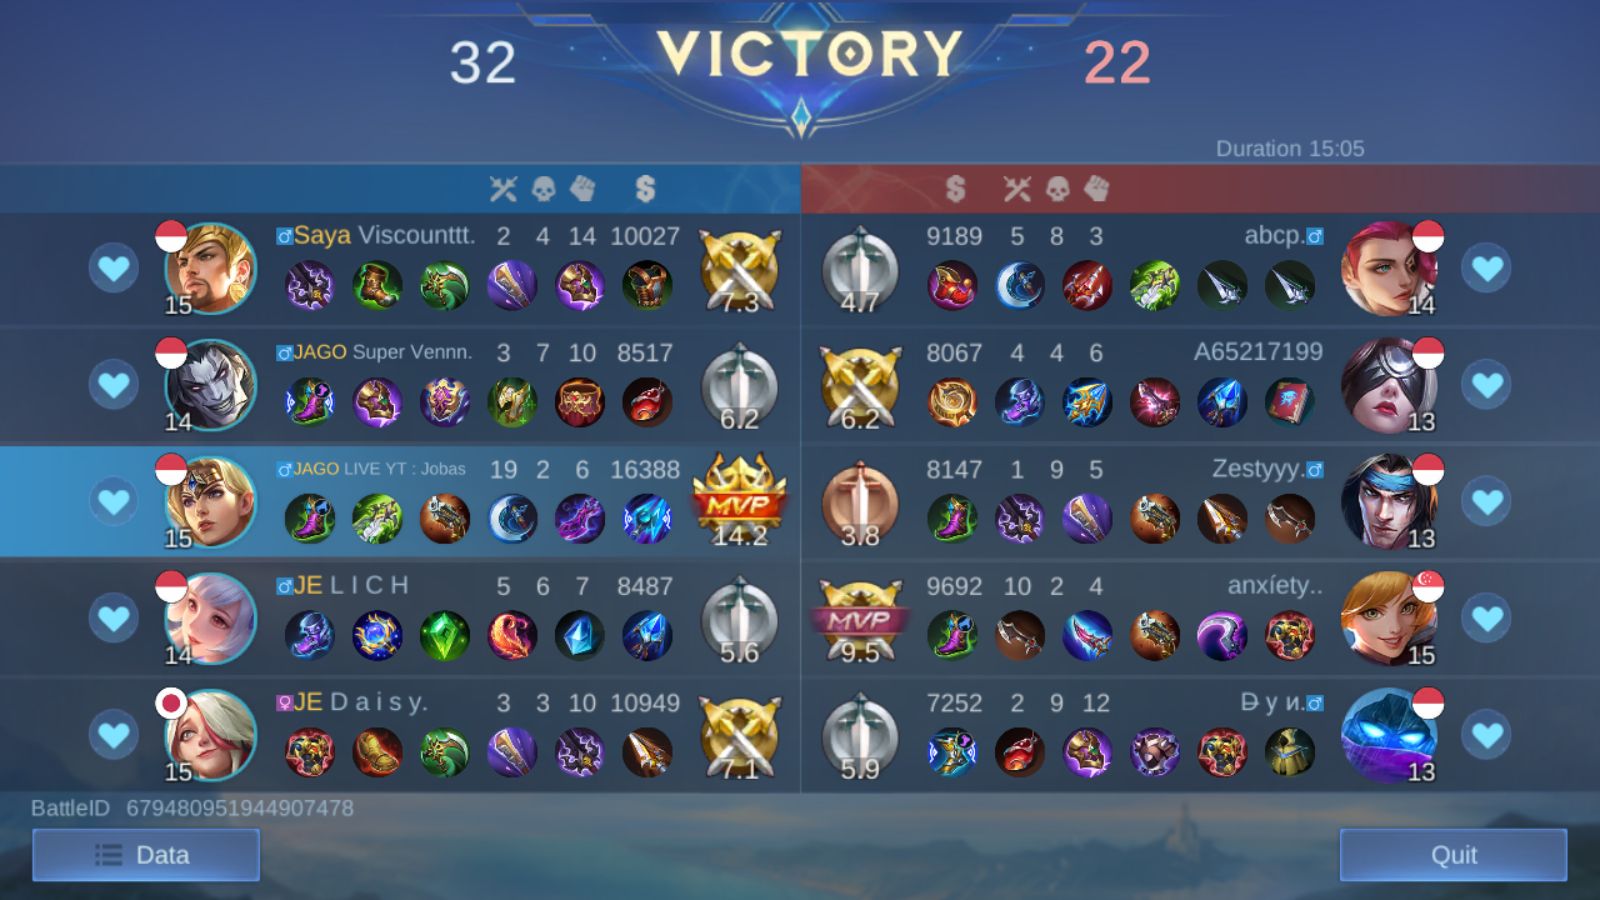 32 VICTORY 22
Duration 15:05
Saya Viscounttt. 2 4 14 10027
15 7.3
4.7 9189 5 8 3 abcp.
14
JAGO Super Vennn. 3 7 10 8517
14 6.2
6.2 8067 4 4 6 A65217199
13
JAGO LIVE YT : Jobas 19 2 6 16388
MVP
15 14.2
3.8 8147 1 9 5 Zestyyy.
13
JE L I C H 5 6 7 8487
14 5.6
MVP
9.5 9692 10 2 4 anxíety..
15
JE D a i s y. 3 3 10 10949
15 7.1
5.9 7252 2 9 12 Đ y и.
13
BattleID 679480951944907478
Data
Quit